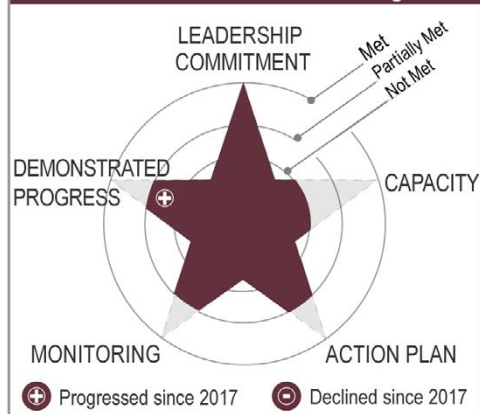 LEADERSHIP
COMMITMENT
Met
Partially Met
Not Met
DEMONSTRATED
PROGRESS
CAPACITY
MONITORING
ACTION PLAN
Progressed since 2017
Declined since 2017